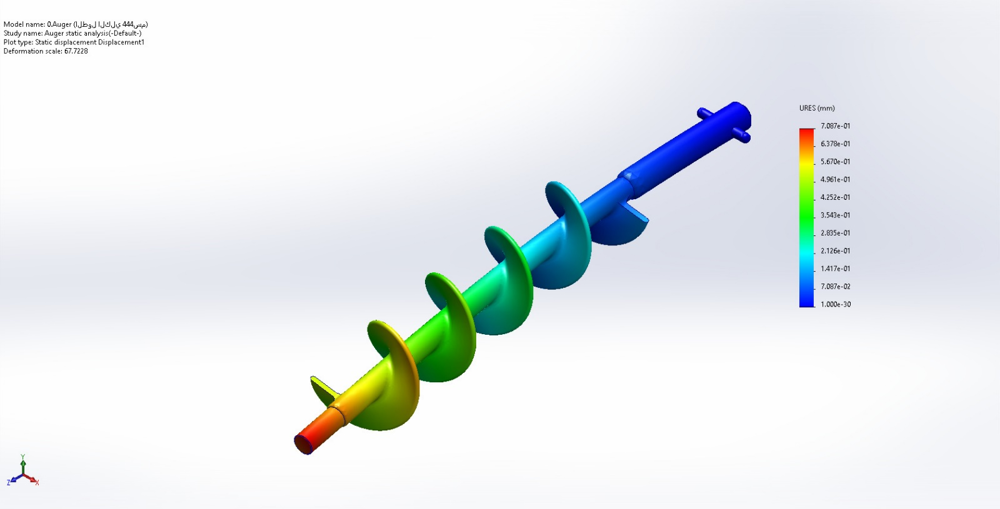 Model name: 0.Auger (الطول الكلي 444سم)
Study name: Auger static analysis(-Default-)
Plot type: Static displacement Displacement1
Deformation scale: 67.7228
URES (mm)
7.087e-01
6.378e-01
5.670e-01
4.961e-01
4.252e-01
3.543e-01
2.835e-01
2.126e-01
1.417e-01
7.087e-02
1.000e-30
Y
Z
X